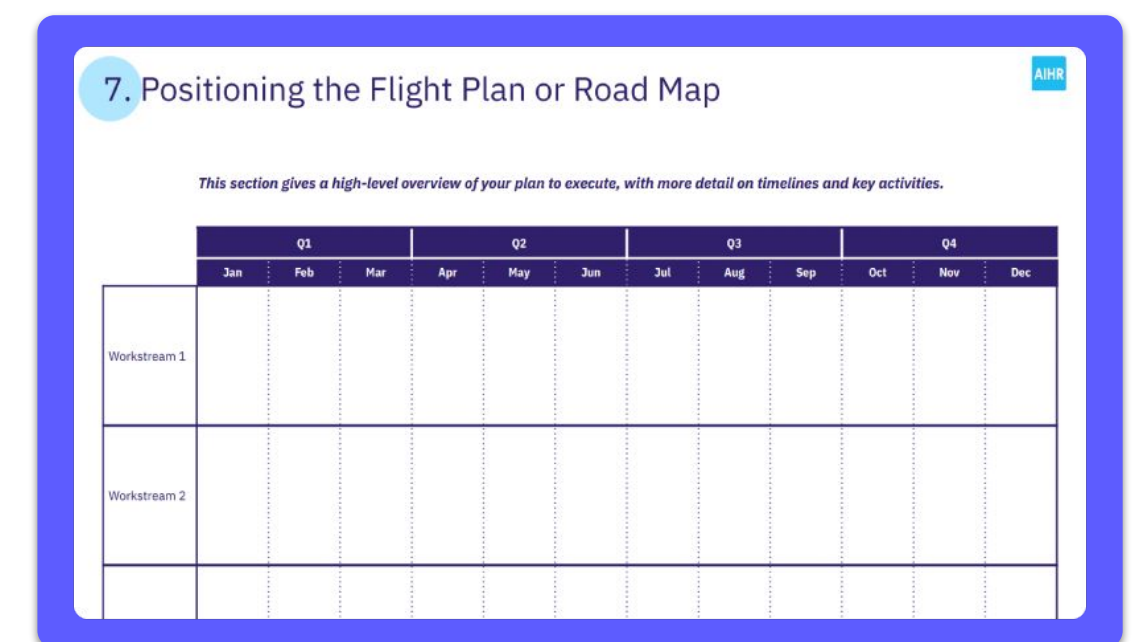 7. Positioning the Flight Plan or Road Map
AIHR
This section gives a high-level overview of your plan to execute, with more detail on timelines and key activities.
Q1 Q2 Q3 Q4
Jan Feb Mar Apr May Jun Jul Aug Sep Oct Nov Dec
Workstream 1
Workstream 2